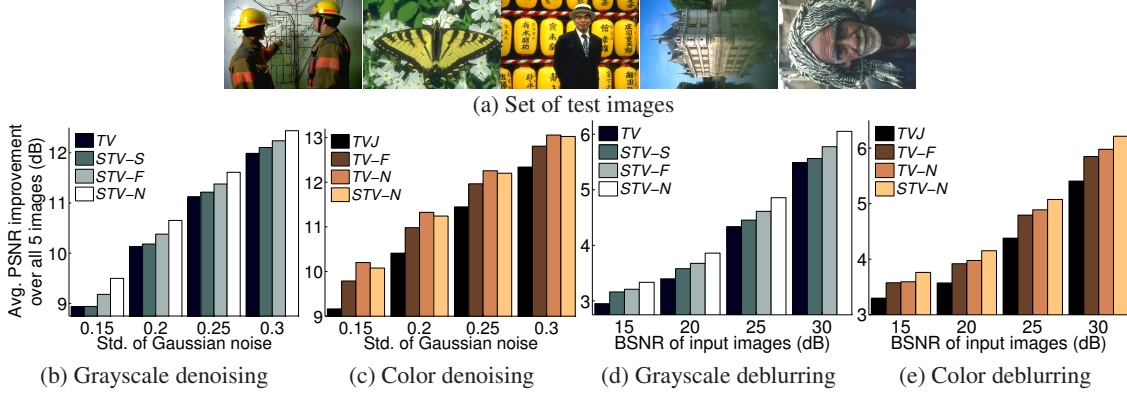 (a) Set of test images
Avg. PSNR improvement
over all 5 images (dB)
12
11
10
9
TV
STV-S
STV-F
STV-N
0.15 0.2 0.25 0.3
Std. of Gaussian noise
(b) Grayscale denoising
13
12
11
10
9
TVJ
TV-F
TV-N
STV-N
0.15 0.2 0.25 0.3
Std. of Gaussian noise
(c) Color denoising
6
5
4
3
TV
STV-S
STV-F
STV-N
15 20 25 30
BSNR of input images (dB)
(d) Grayscale deblurring
6
5
4
3
TVJ
TV-F
TV-N
STV-N
15 20 25 30
BSNR of input images (dB)
(e) Color deblurring